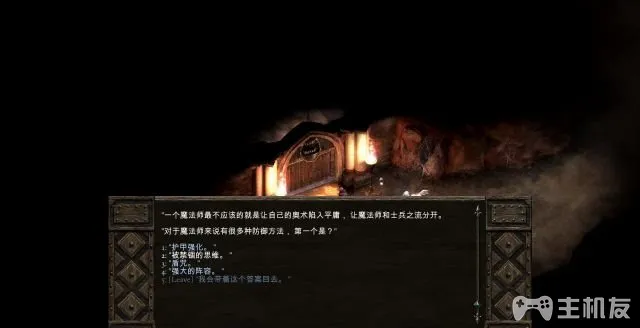 "一个魔法师最不应该的就是让自己的奥术陷入平庸，让魔法师和士兵之流分开。
"对于魔法师来说有很多种防御方法，第一个是？"
1: "护甲强化。"
2: "被禁锢的思维。"
3: "盾咒。"
4: "强大的阵容。"
5: [Leave] "我会带着这个答案回去。"
主机友